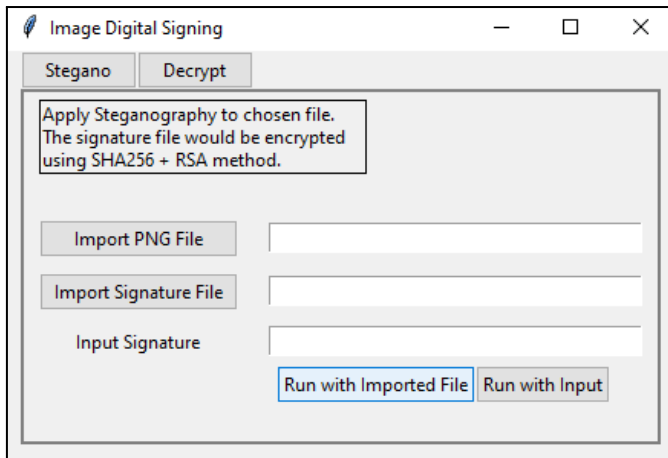 Image Digital Signing
Stegano Decrypt
Apply Steganography to chosen file.
The signature file would be encrypted
using SHA256 + RSA method.
Import PNG File
Import Signature File
Input Signature
Run with Imported File Run with Input